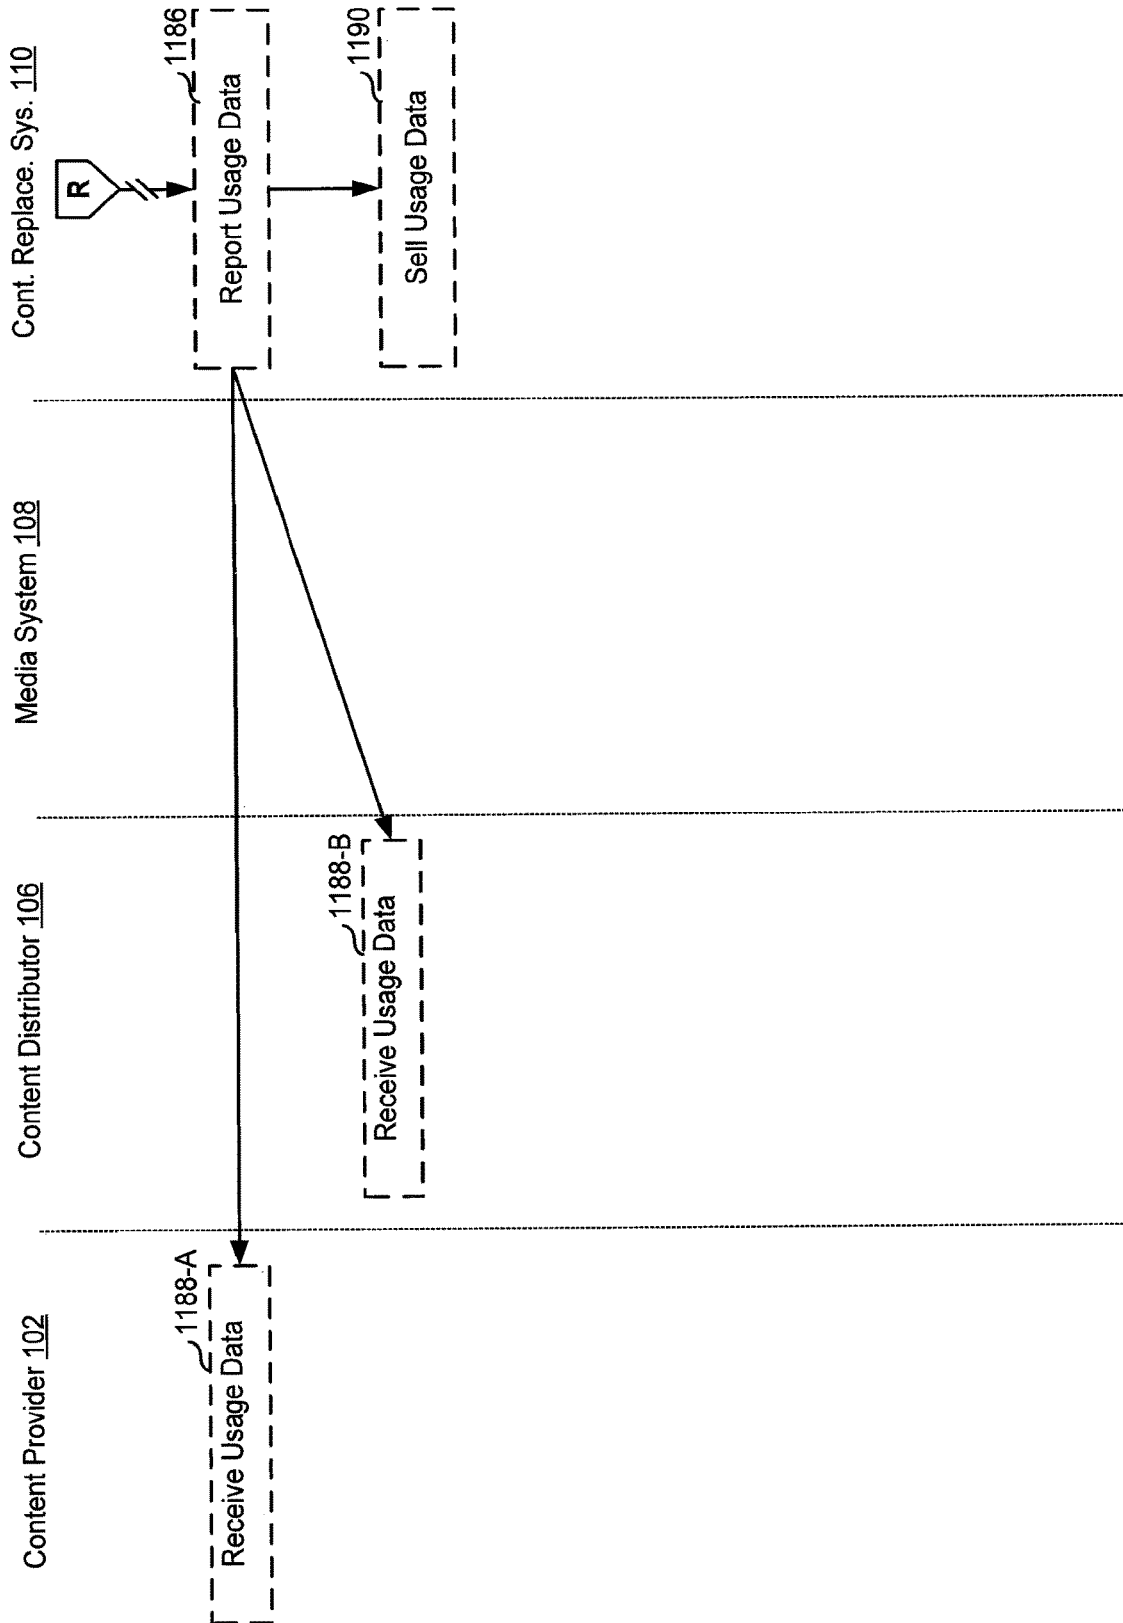 Content Provider 102
Content Distributor 106
Media System 108
Cont. Replace. Sys. 110
R
1186
Report Usage Data
1188-A
Receive Usage Data
1188-B
Receive Usage Data
1190
Sell Usage Data